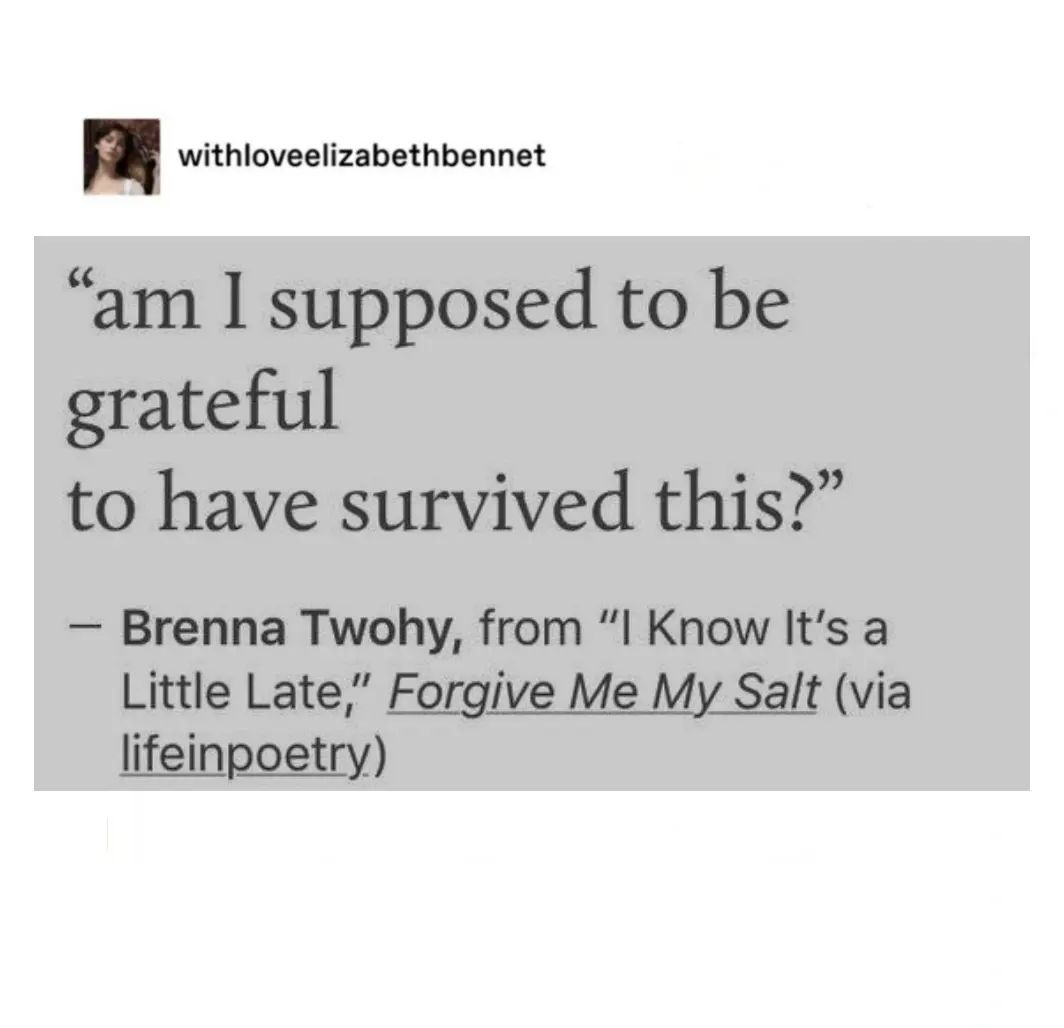 withloveelizabethbennet
“am I supposed to be
grateful
to have survived this?”
— Brenna Twohy, from “I Know It’s a
Little Late,” Forgive Me My Salt (via
lifeinpoetry)